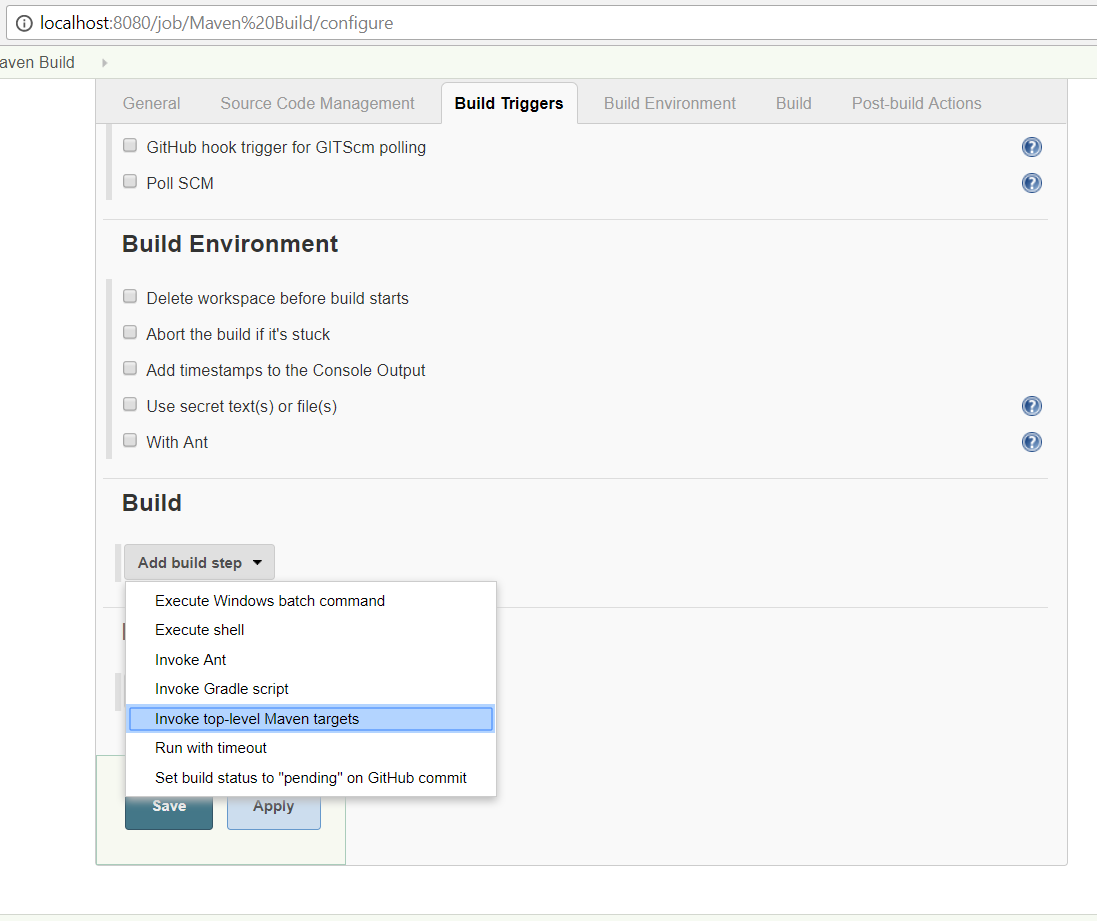 localhost:8080/job/Maven%20Build/configure
aven Build
General Source Code Management Build Triggers Build Environment Build Post-build Actions
GitHub hook trigger for GITScm polling
Poll SCM
Build Environment
Delete workspace before build starts
Abort the build if it's stuck
Add timestamps to the Console Output
Use secret text(s) or file(s)
With Ant
Build
Add build step
Execute Windows batch command
Execute shell
Invoke Ant
Invoke Gradle script
Invoke top-level Maven targets
Run with timeout
Set build status to "pending" on GitHub commit
Save Apply